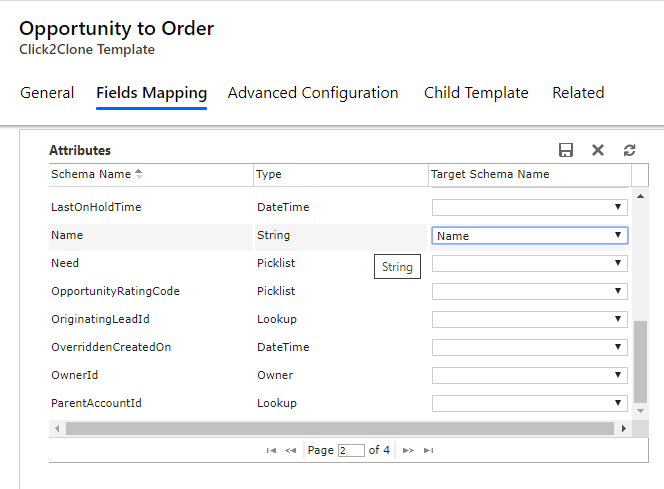 Opportunity to Order
Click2Clone Template
General Fields Mapping Advanced Configuration Child Template Related
Attributes
Schema Name Type Target Schema Name
LastOnHoldTime DateTime
Name String Name
Need Picklist
String
OpportunityRatingCode Picklist
OriginatingLeadId Lookup
OverriddenCreatedOn DateTime
OwnerId Owner
ParentAccountId Lookup
Page 2 of 4